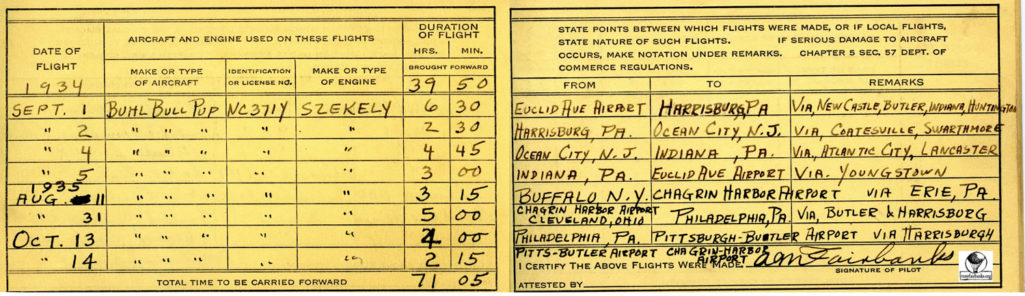 DATE OF FLIGHT
1934
AIRCRAFT AND ENGINE USED ON THESE FLIGHTS
DURATION OF FLIGHT
MAKE OR TYPE OF AIRCRAFT
IDENTIFICATION OR LICENSE NO.
MAKE OR TYPE OF ENGINE
HRS. MIN.
BROUGHT FORWARD
39 50
SEPT. 1 BUHL BULL PUP NC371Y SZEKELY 6 30
" 2 " " " " " 2 30
" 4 " " " " " 4 45
" 5 " " " " " 3 00
1935
AUG. 11 " " " " " 3 15
" 31 " " " " " 5 00
OCT. 13 " " " " " 4 00
" 14 " " " " " 2 15
TOTAL TIME TO BE CARRIED FORWARD 71 05
STATE POINTS BETWEEN WHICH FLIGHTS WERE MADE, OR IF LOCAL FLIGHTS,
STATE NATURE OF SUCH FLIGHTS. IF SERIOUS DAMAGE TO AIRCRAFT
OCCURS, MAKE NOTATION UNDER REMARKS. CHAPTER 5 SEC. 57 DEPT. OF
COMMERCE REGULATIONS.
FROM TO REMARKS
EUCLID AVE AIRPORT HARRISBURG, PA VIA, NEW CASTLE, BUTLER, INDIANA, HUNTINGTON
HARRISBURG, PA. OCEAN CITY, N.J. VIA, COATESVILLE, SWARTHMORE
OCEAN CITY, N.J. INDIANA, PA. VIA, ATLANTIC CITY, LANCASTER
INDIANA, PA. EUCLID AVE AIRPORT VIA. YOUNGSTOWN
BUFFALO N.Y. CHAGRIN HARBOR AIRPORT VIA ERIE, PA.
CHAGRIN HARBOR AIRPORT
CLEVELAND, OHIO PHILADELPHIA, PA. VIA, BUTLER & HARRISBURG
PHILADELPHIA, PA. PITTSBURGH-BUTLER AIRPORT VIA HARRISBURGH
PITTS-BUTLER AIRPORT CHAGRIN-HARBOR AIRPORT
I CERTIFY THE ABOVE FLIGHTS WERE MADE, A M Fairbanks
SIGNATURE OF PILOT
ATTESTED BY